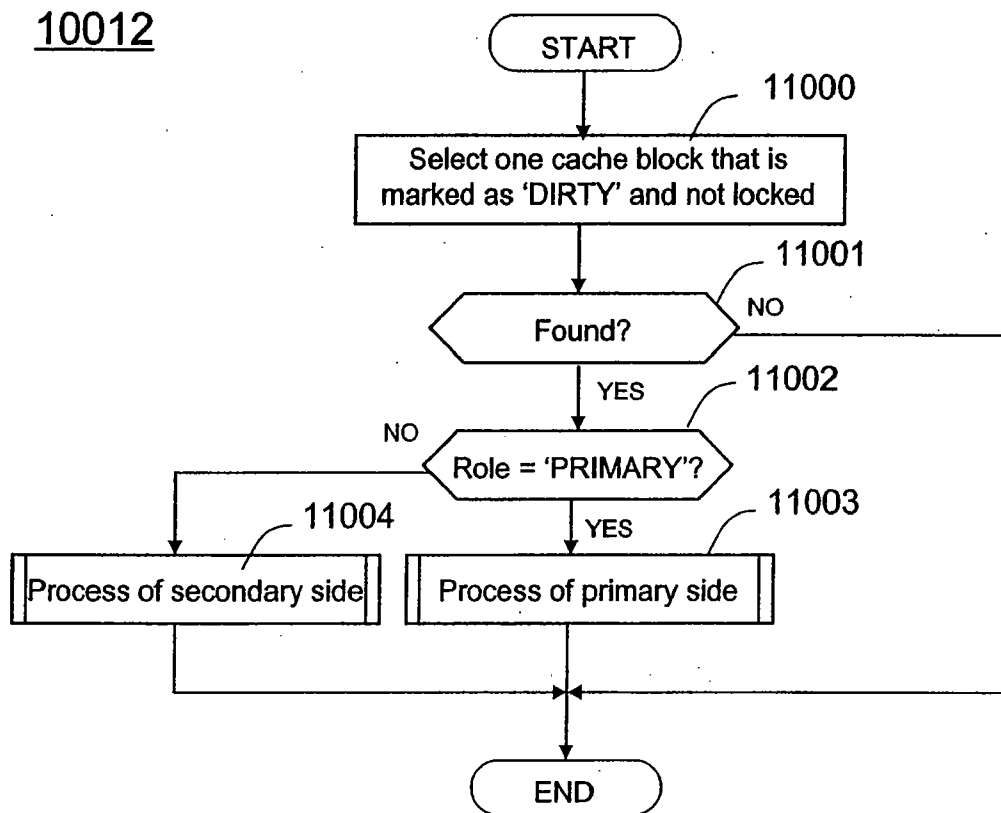 10012
START
11000
Select one cache block that is
marked as ‘DIRTY’ and not locked
11001
Found?
NO
YES
11002
NO
Role = ‘PRIMARY’?
11003
YES
11004
Process of secondary side
Process of primary side
END